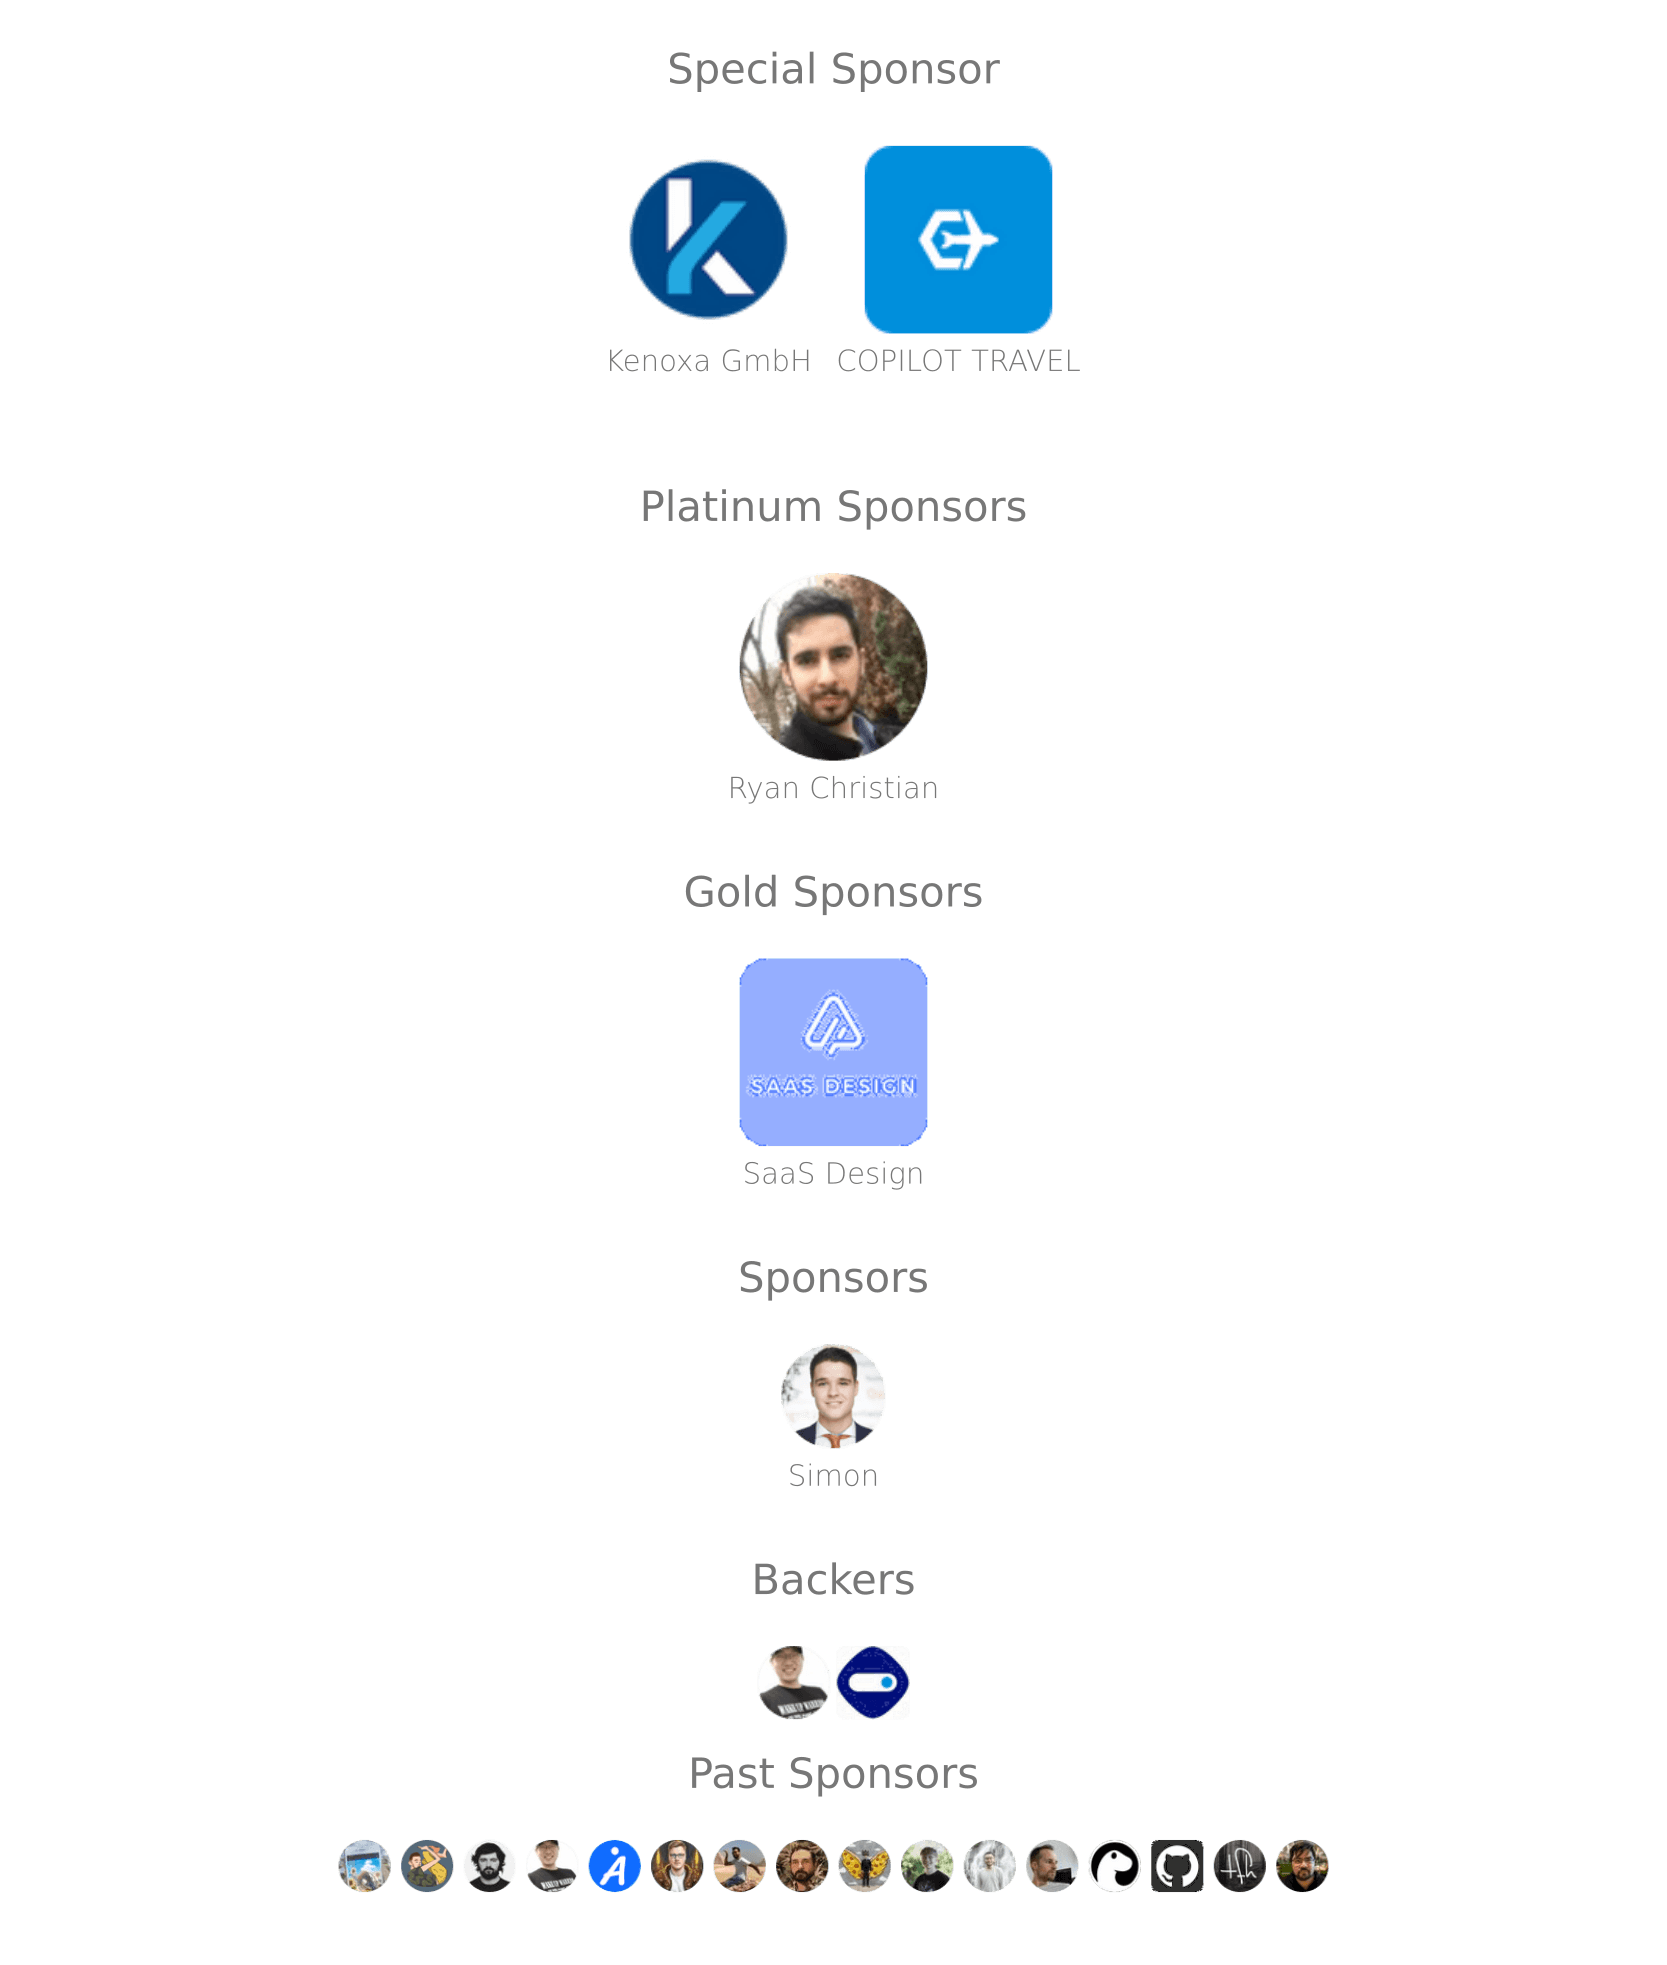 Special Sponsor
Kenoxa GmbH COPILOT TRAVEL
Platinum Sponsors
Ryan Christian
Gold Sponsors
SAAS DESIGN
SaaS Design
Sponsors
Simon
Backers
Past Sponsors
tfh